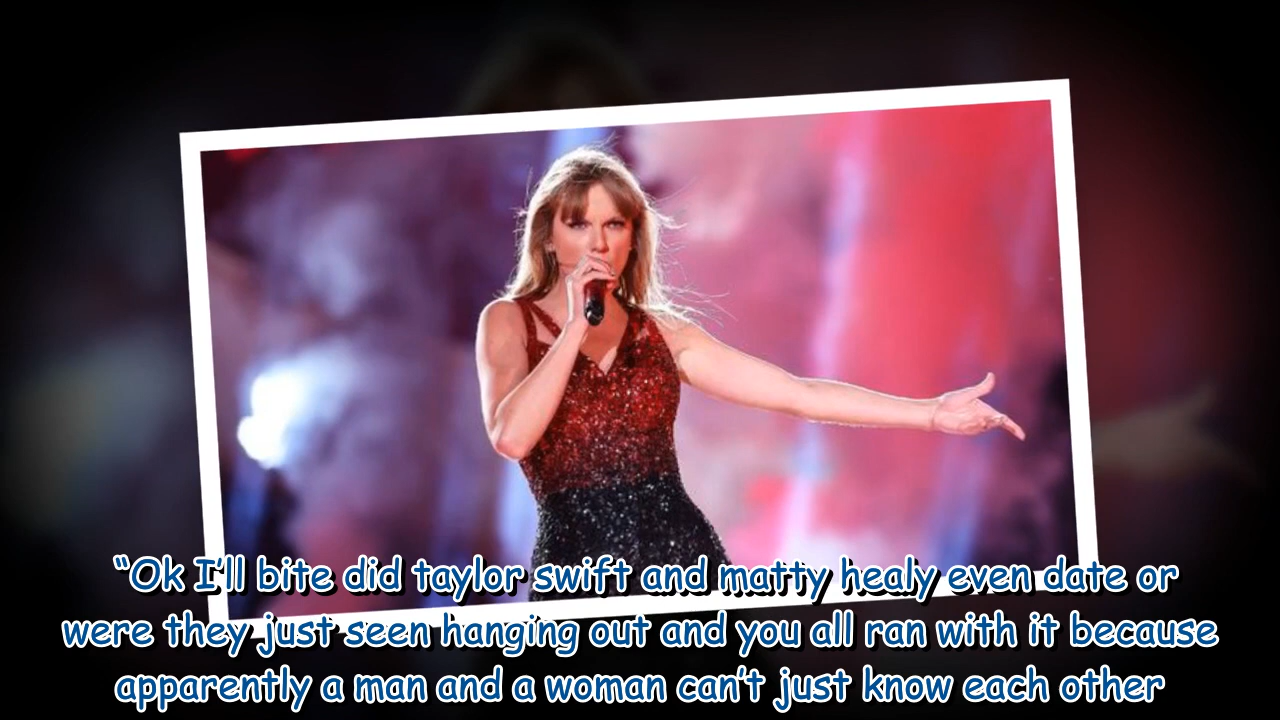 “Ok I’ll bite did taylor swift and matty healy even date or
were they just seen hanging out and you all ran with it because
apparently a man and a woman can’t just know each other